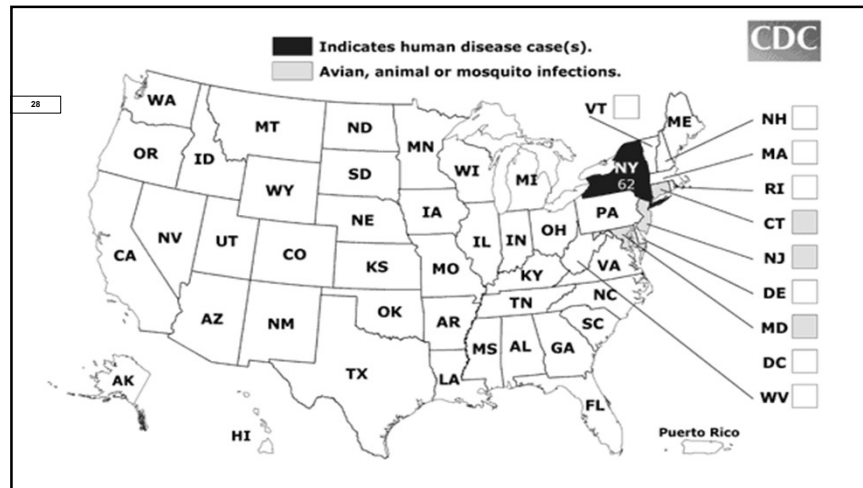 Indicates human disease case(s).
CDC
Avian, animal or mosquito infections.
28
WA
MT
ND
MN
VT
ME
NH
OR
ID
SD
WI
MI
NY
62
MA
WY
RI
NE
IA
PA
CT
NV
UT
CO
IL
IN
OH
NJ
CA
KS
MO
KY
VA
DE
AZ
NM
OK
AR
TN
NC
MD
SC
MS
AL
GA
DC
TX
LA
AK
FL
WV
HI
Puerto Rico